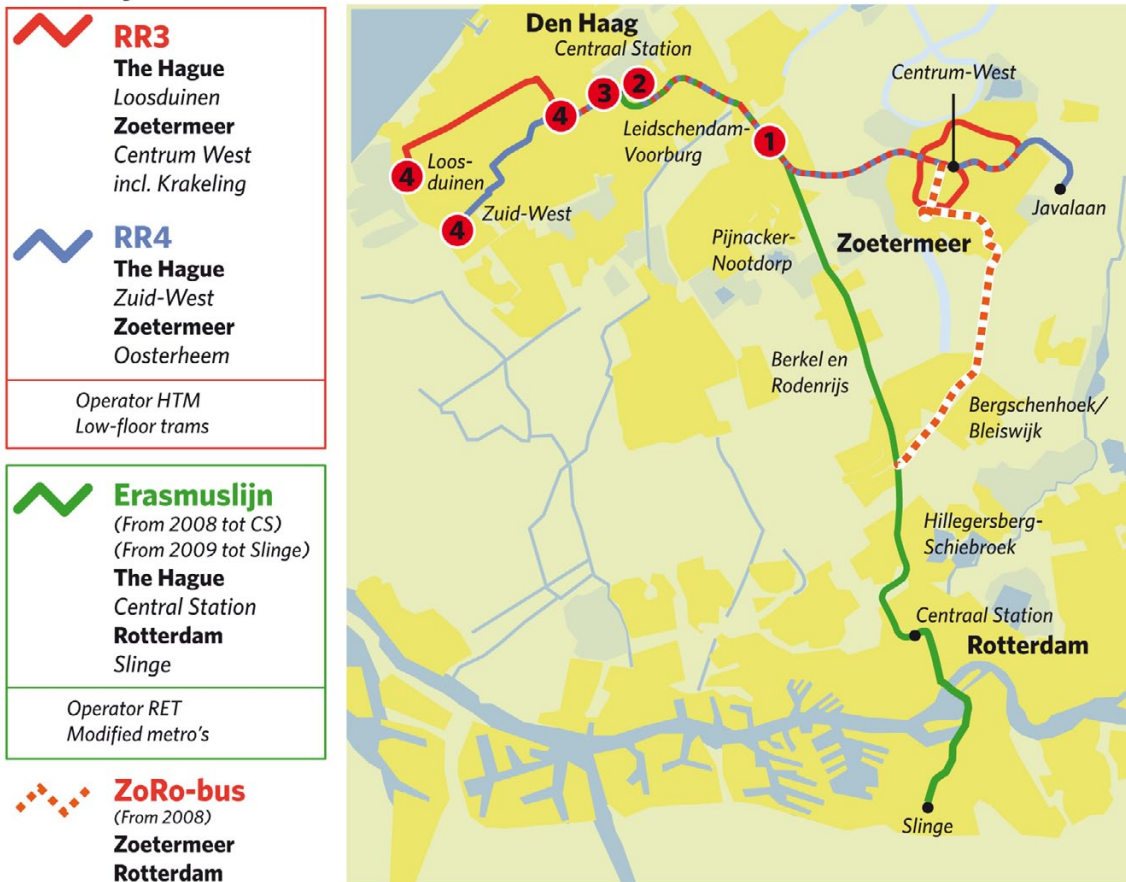 RR3
The Hague
Loosduinen
Zoetermeer
Centrum West
incl. Krakeling
RR4
The Hague
Zuid-West
Zoetermeer
Oosterheem
Operator HTM
Low-floor trams
Erasmuslijn
(From 2008 tot CS)
(From 2009 tot Slinge)
The Hague
Central Station
Rotterdam
Slinge
Operator RET
Modified metro's
ZoRo-bus
(From 2008)
Zoetermeer
Rotterdam
Den Haag
Centraal Station
2
3
4
Centrum-West
Leidschendam-
Voorburg
1
4
Loos-
duinen
4
Zuid-West
Javalaan
Pijnacker-
Nootdorp
Zoetermeer
Berkel en
Rodenrijs
Bergschenhoek/
Bleiswijk
Hillegersberg-
Schiebroek
Centraal Station
Rotterdam
Slinge